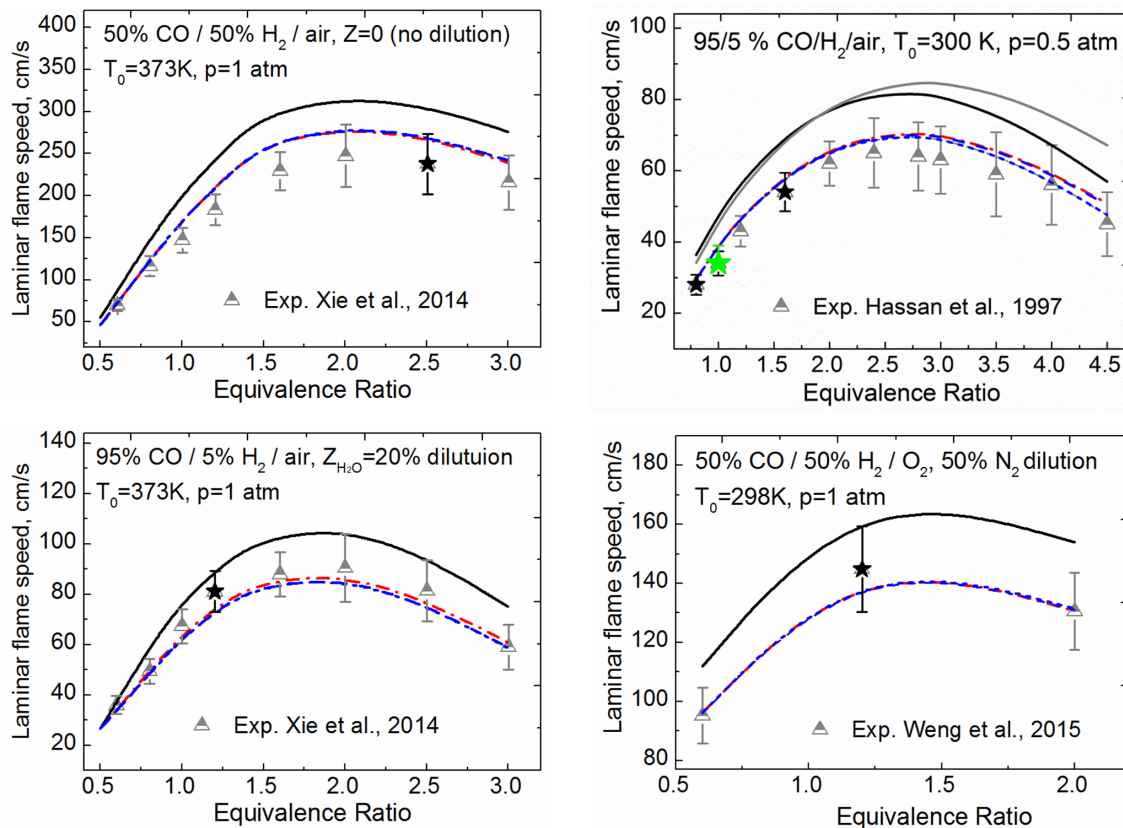 50% CO / 50% H2 / air, Z=0 (no dilution)
T0=373K, p=1 atm
Laminar flame speed, cm/s
400
350
300
250
200
150
100
50
Exp. Xie et al., 2014
0.5 1.0 1.5 2.0 2.5 3.0
Equivalence Ratio
95/5 % CO/H2/air, T0=300 K, p=0.5 atm
Laminar flame speed, cm/s
100
80
60
40
20
Exp. Hassan et al., 1997
1.0 1.5 2.0 2.5 3.0 3.5 4.0 4.5
Equivalence Ratio
95% CO / 5% H2 / air, ZH2O=20% dilutuion
T0=373K, p=1 atm
Laminar flame speed, cm/s
140
120
100
80
60
40
20
Exp. Xie et al., 2014
0.5 1.0 1.5 2.0 2.5 3.0
Equivalence Ratio
50% CO / 50% H2 / O2, 50% N2 dilution
T0=298K, p=1 atm
Laminar flame speed, cm/s
180
160
140
120
100
80
Exp. Weng et al., 2015
0.5 1.0 1.5 2.0
Equivalence Ratio